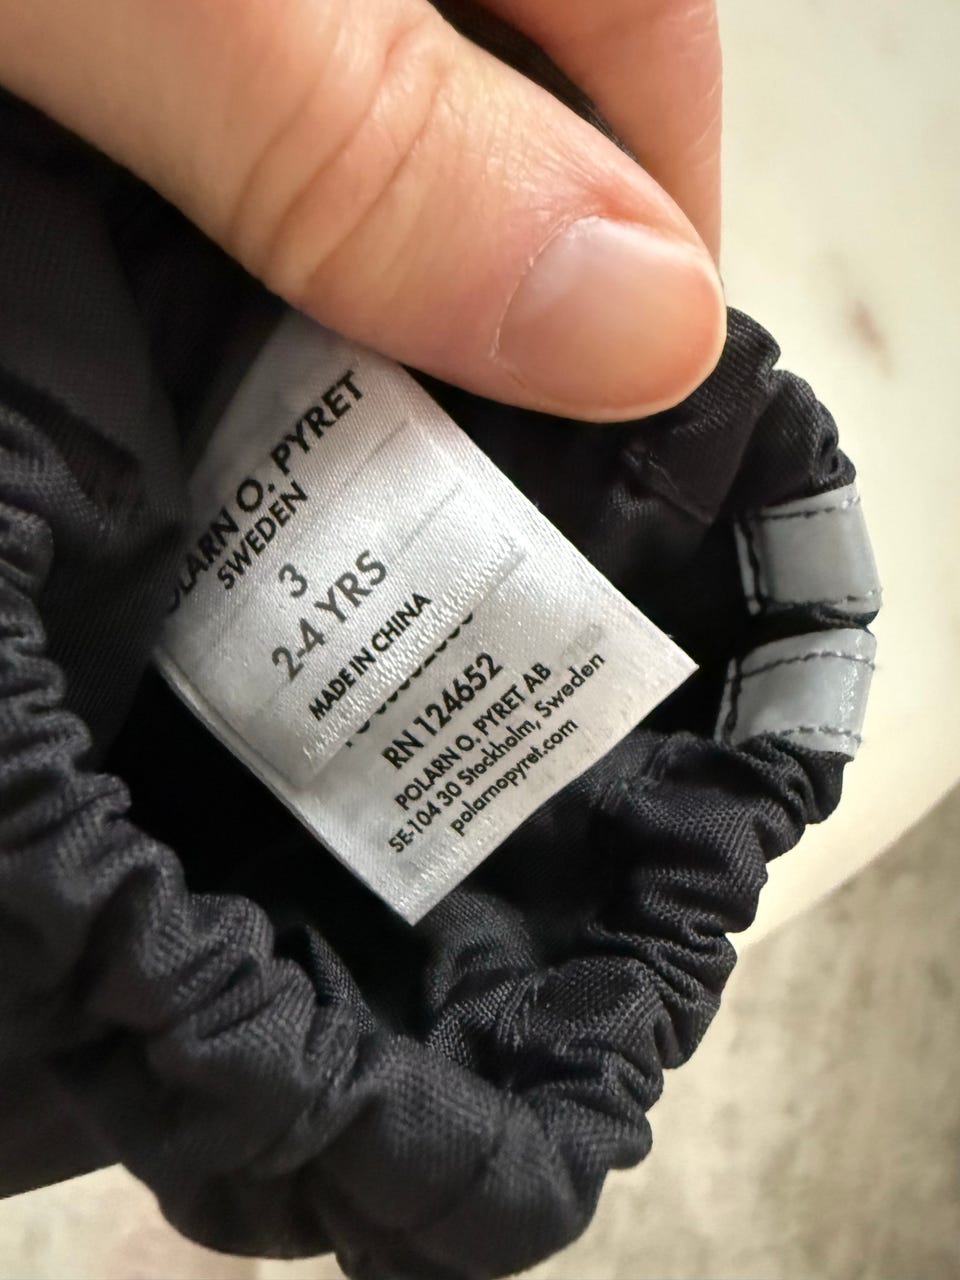 POLARN O. PYRET
SWEDEN
3
2-4 YRS
MADE IN CHINA
RN 124652
POLARN O. PYRET AB
SE-104 30 Stockholm, Sweden
polarnopyret.com